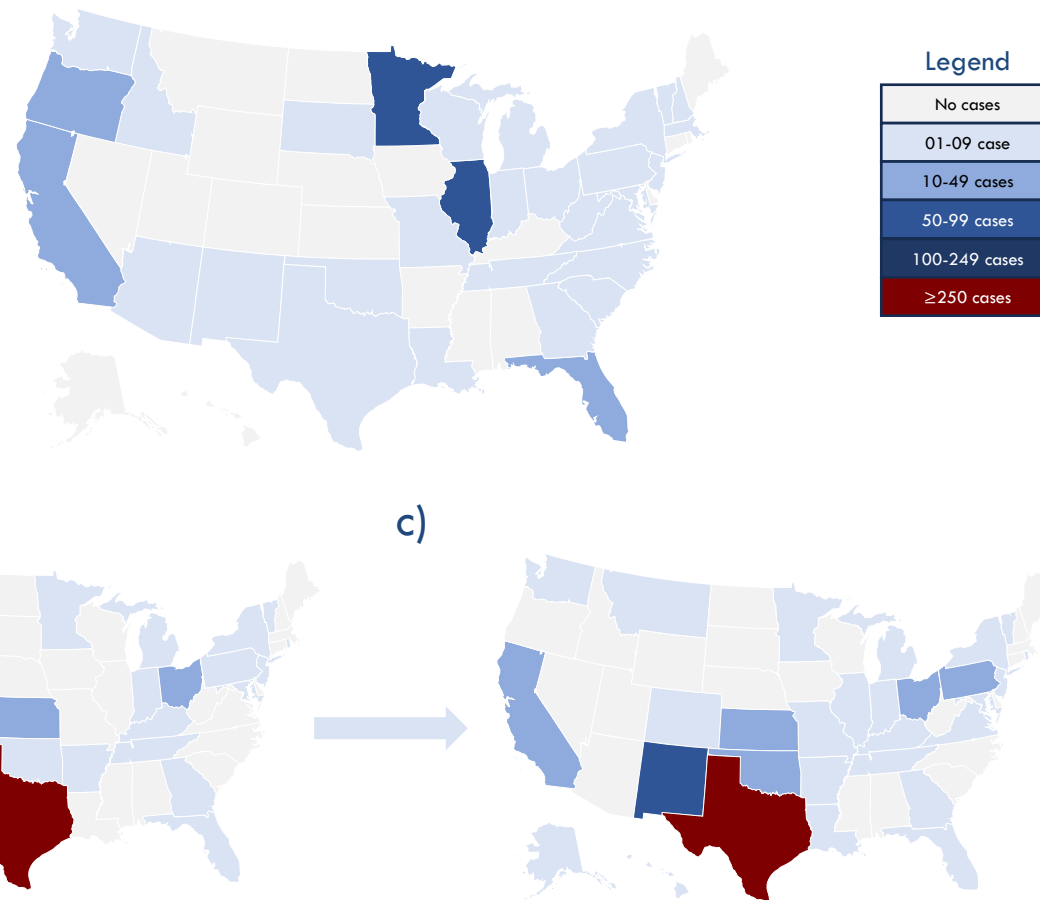 Legend
No cases
01-09 case
10-49 cases
50-99 cases
100-249 cases
≥250 cases
c)